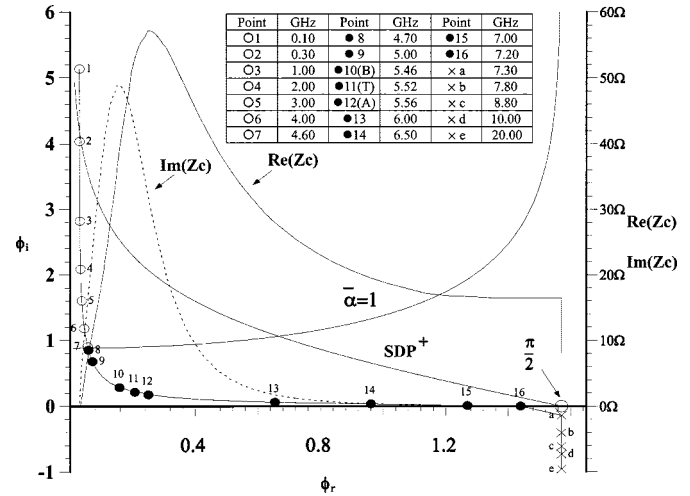 Point GHz Point GHz Point GHz
○1 0.10 ●8 4.70 ●15 7.00
○2 0.30 ●9 5.00 ●16 7.20
○3 1.00 ●10(B) 5.46 ×a 7.30
○4 2.00 ●11(T) 5.52 ×b 7.80
○5 3.00 ●12(A) 5.56 ×c 8.80
○6 4.00 ●13 6.00 ×d 10.00
○7 4.60 ●14 6.50 ×e 20.00
6
5
4
3
2
1
0
-1
ϕi
60Ω
50Ω
40Ω
30Ω
20Ω
10Ω
0Ω
Re(Zc)
Im(Zc)
Im(Zc)
Re(Zc)
ᾱ=1
SDP+
π/2
1
2
3
4
5
6
7
8
9
10 11 12 13 14 15 16
a
b
c
d
e
0.4 0.8 1.2
ϕr